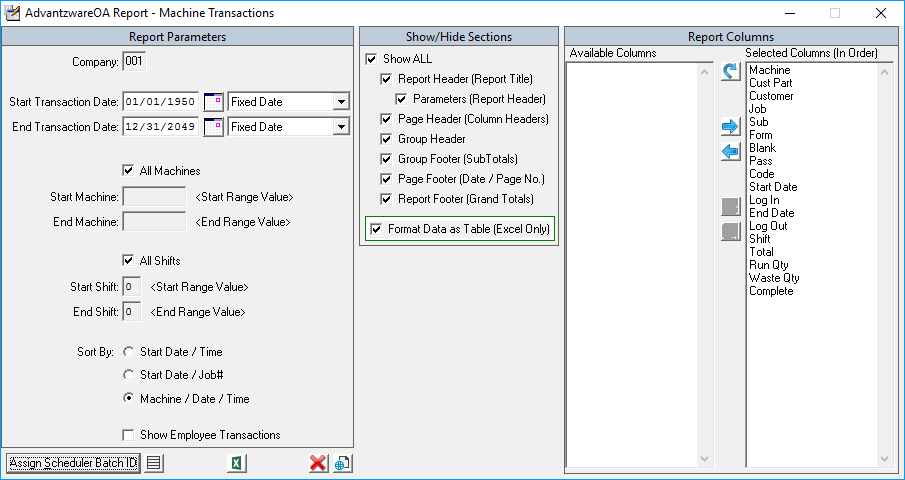 AdvantzwareOA Report - Machine Transactions
Report Parameters
Company: 001
Start Transaction Date: 01/01/1950 Fixed Date
End Transaction Date: 12/31/2049 Fixed Date
All Machines
Start Machine: <Start Range Value>
End Machine: <End Range Value>
All Shifts
Start Shift: 0 <Start Range Value>
End Shift: 0 <End Range Value>
Sort By: Start Date / Time
Start Date / Job#
Machine / Date / Time
Show Employee Transactions
Assign Scheduler Batch ID
Show/Hide Sections
Show ALL
Report Header (Report Title)
Parameters (Report Header)
Page Header (Column Headers)
Group Header
Group Footer (SubTotals)
Page Footer (Date / Page No.)
Report Footer (Grand Totals)
Format Data as Table (Excel Only)
Report Columns
Available Columns
Selected Columns (In Order)
Machine
Cust Part
Customer
Job
Sub
Form
Blank
Pass
Code
Start Date
Log In
End Date
Log Out
Shift
Total
Run Qty
Waste Qty
Complete